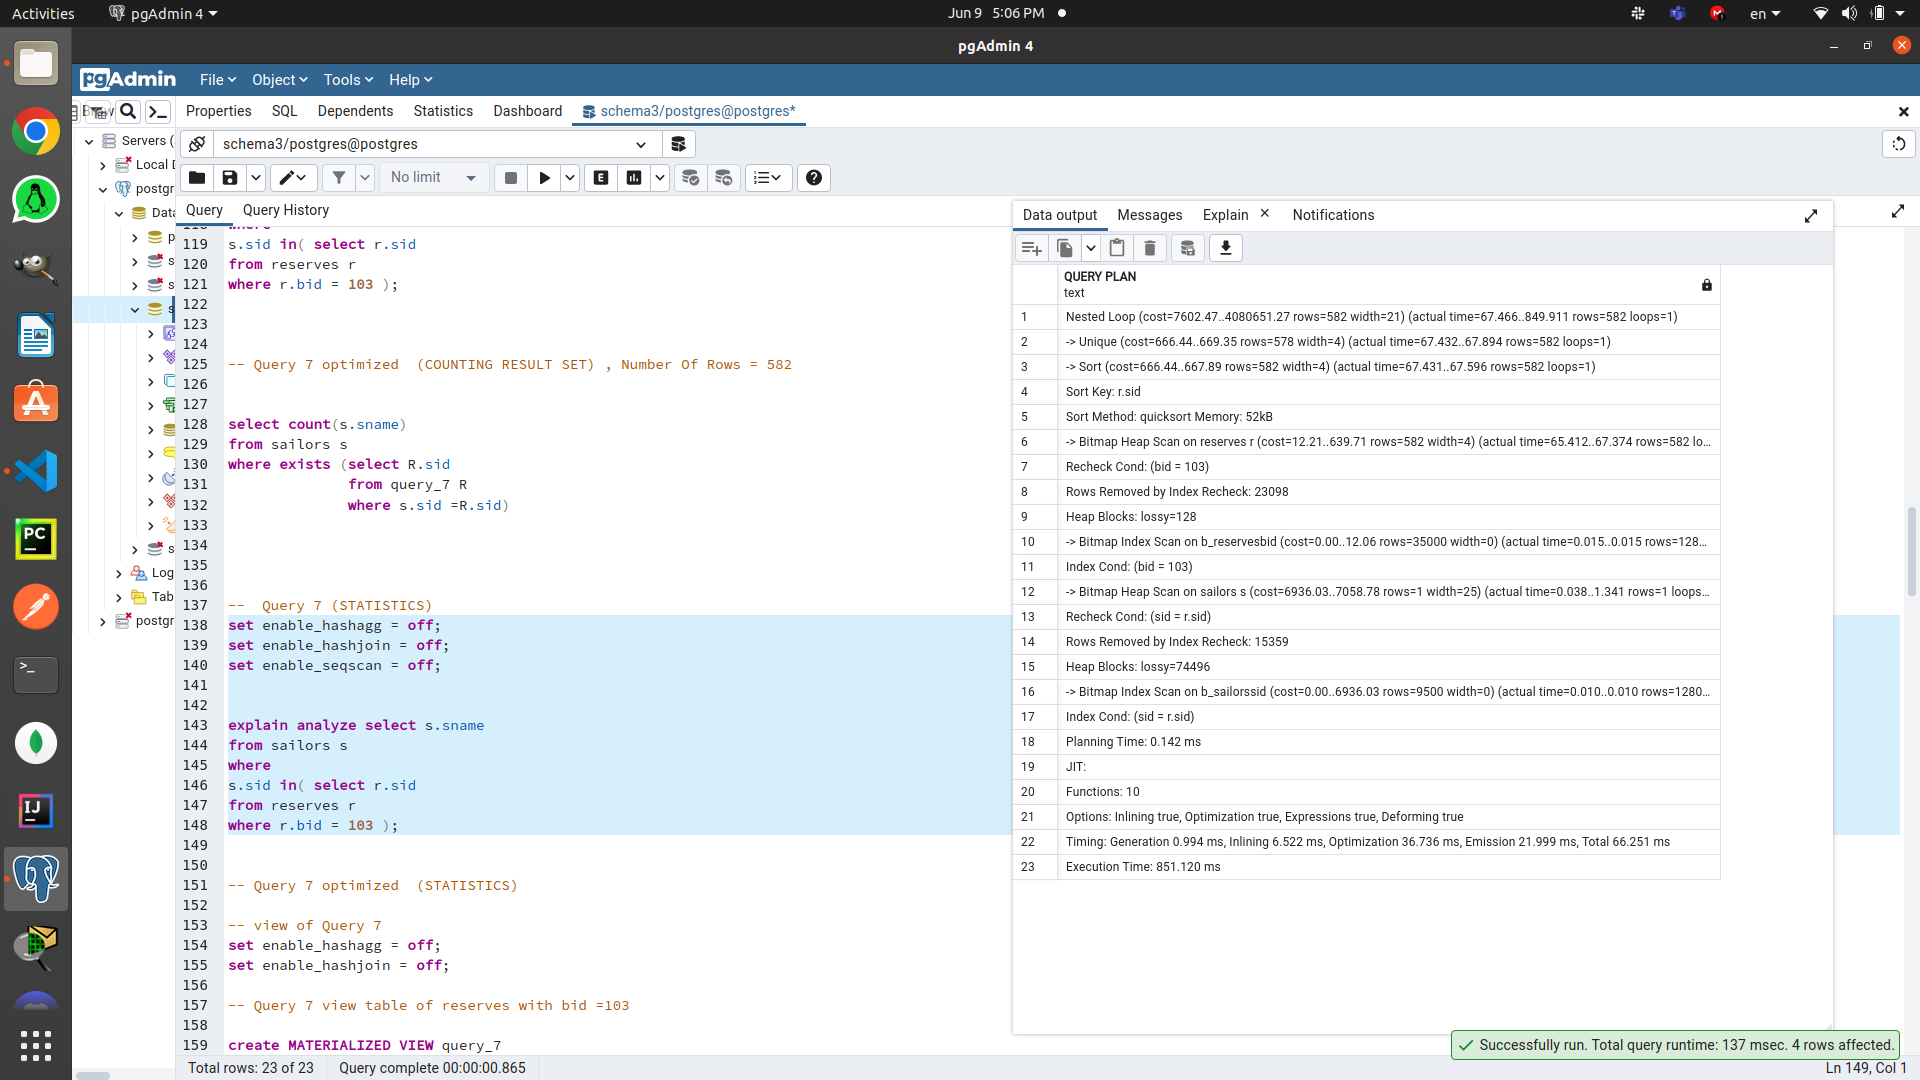 Activities
pgAdmin 4
Jun 9 5:06 PM
en
pgAdmin 4
pgAdmin
File
Object
Tools
Help
Properties
SQL
Dependents
Statistics
Dashboard
schema3/postgres@postgres*
Servers (
Local D
postgr
Data
p
s
s
s
s
Log
Tab
postgr
schema3/postgres@postgres
No limit
E
Query
Query History
119 s.sid in( select r.sid
120 from reserves r
121 where r.bid = 103 );
122
123
124
125 -- Query 7 optimized  (COUNTING RESULT SET) , Number Of Rows = 582
126
127
128 select count(s.sname)
129 from sailors s
130 where exists (select R.sid
131 from query_7 R
132 where s.sid =R.sid)
133
134
135
136
137 --  Query 7 (STATISTICS)
138 set enable_hashagg = off;
139 set enable_hashjoin = off;
140 set enable_seqscan = off;
141
142
143 explain analyze select s.sname
144 from sailors s
145 where
146 s.sid in( select r.sid
147 from reserves r
148 where r.bid = 103 );
149
150
151 -- Query 7 optimized  (STATISTICS)
152
153 -- view of Query 7
154 set enable_hashagg = off;
155 set enable_hashjoin = off;
156
157 -- Query 7 view table of reserves with bid =103
158
159 create MATERIALIZED VIEW query_7
Data output
Messages
Explain
Notifications
QUERY PLAN
text
1 Nested Loop (cost=7602.47..4080651.27 rows=582 width=21) (actual time=67.466..849.911 rows=582 loops=1)
2 -> Unique (cost=666.44..669.35 rows=578 width=4) (actual time=67.432..67.894 rows=582 loops=1)
3 -> Sort (cost=666.44..667.89 rows=582 width=4) (actual time=67.431..67.596 rows=582 loops=1)
4 Sort Key: r.sid
5 Sort Method: quicksort Memory: 52kB
6 -> Bitmap Heap Scan on reserves r (cost=12.21..639.71 rows=582 width=4) (actual time=65.412..67.374 rows=582 lo...
7 Recheck Cond: (bid = 103)
8 Rows Removed by Index Recheck: 23098
9 Heap Blocks: lossy=128
10 -> Bitmap Index Scan on b_reservesbid (cost=0.00..12.06 rows=35000 width=0) (actual time=0.015..0.015 rows=128...
11 Index Cond: (bid = 103)
12 -> Bitmap Heap Scan on sailors s (cost=6936.03..7058.78 rows=1 width=25) (actual time=0.038..1.341 rows=1 loops...
13 Recheck Cond: (sid = r.sid)
14 Rows Removed by Index Recheck: 15359
15 Heap Blocks: lossy=74496
16 -> Bitmap Index Scan on b_sailorssid (cost=0.00..6936.03 rows=9500 width=0) (actual time=0.010..0.010 rows=1280...
17 Index Cond: (sid = r.sid)
18 Planning Time: 0.142 ms
19 JIT:
20 Functions: 10
21 Options: Inlining true, Optimization true, Expressions true, Deforming true
22 Timing: Generation 0.994 ms, Inlining 6.522 ms, Optimization 36.736 ms, Emission 21.999 ms, Total 66.251 ms
23 Execution Time: 851.120 ms
Successfully run. Total query runtime: 137 msec. 4 rows affected.
Total rows: 23 of 23
Query complete 00:00:00.865
Ln 149, Col 1
PC
IJ